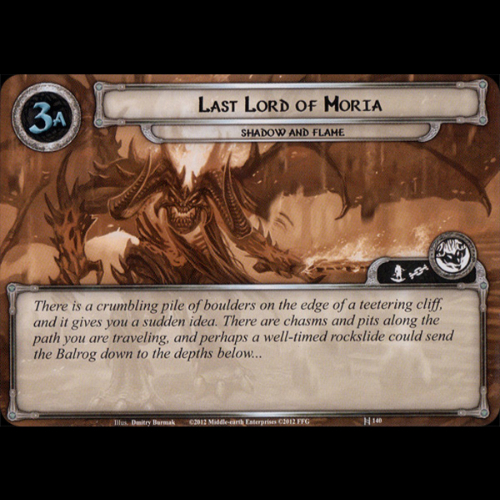 3A
LAST LORD OF MORIA
SHADOW AND FLAME
There is a crumbling pile of boulders on the edge of a teetering cliff,
and it gives you a sudden idea. There are chasms and pits along the
path you are traveling, and perhaps a well-timed rockslide could send
the Balrog down to the depths below...
Illus. Dmitry Burmak ©2012 Middle-earth Enterprises ©2012 FFG 140